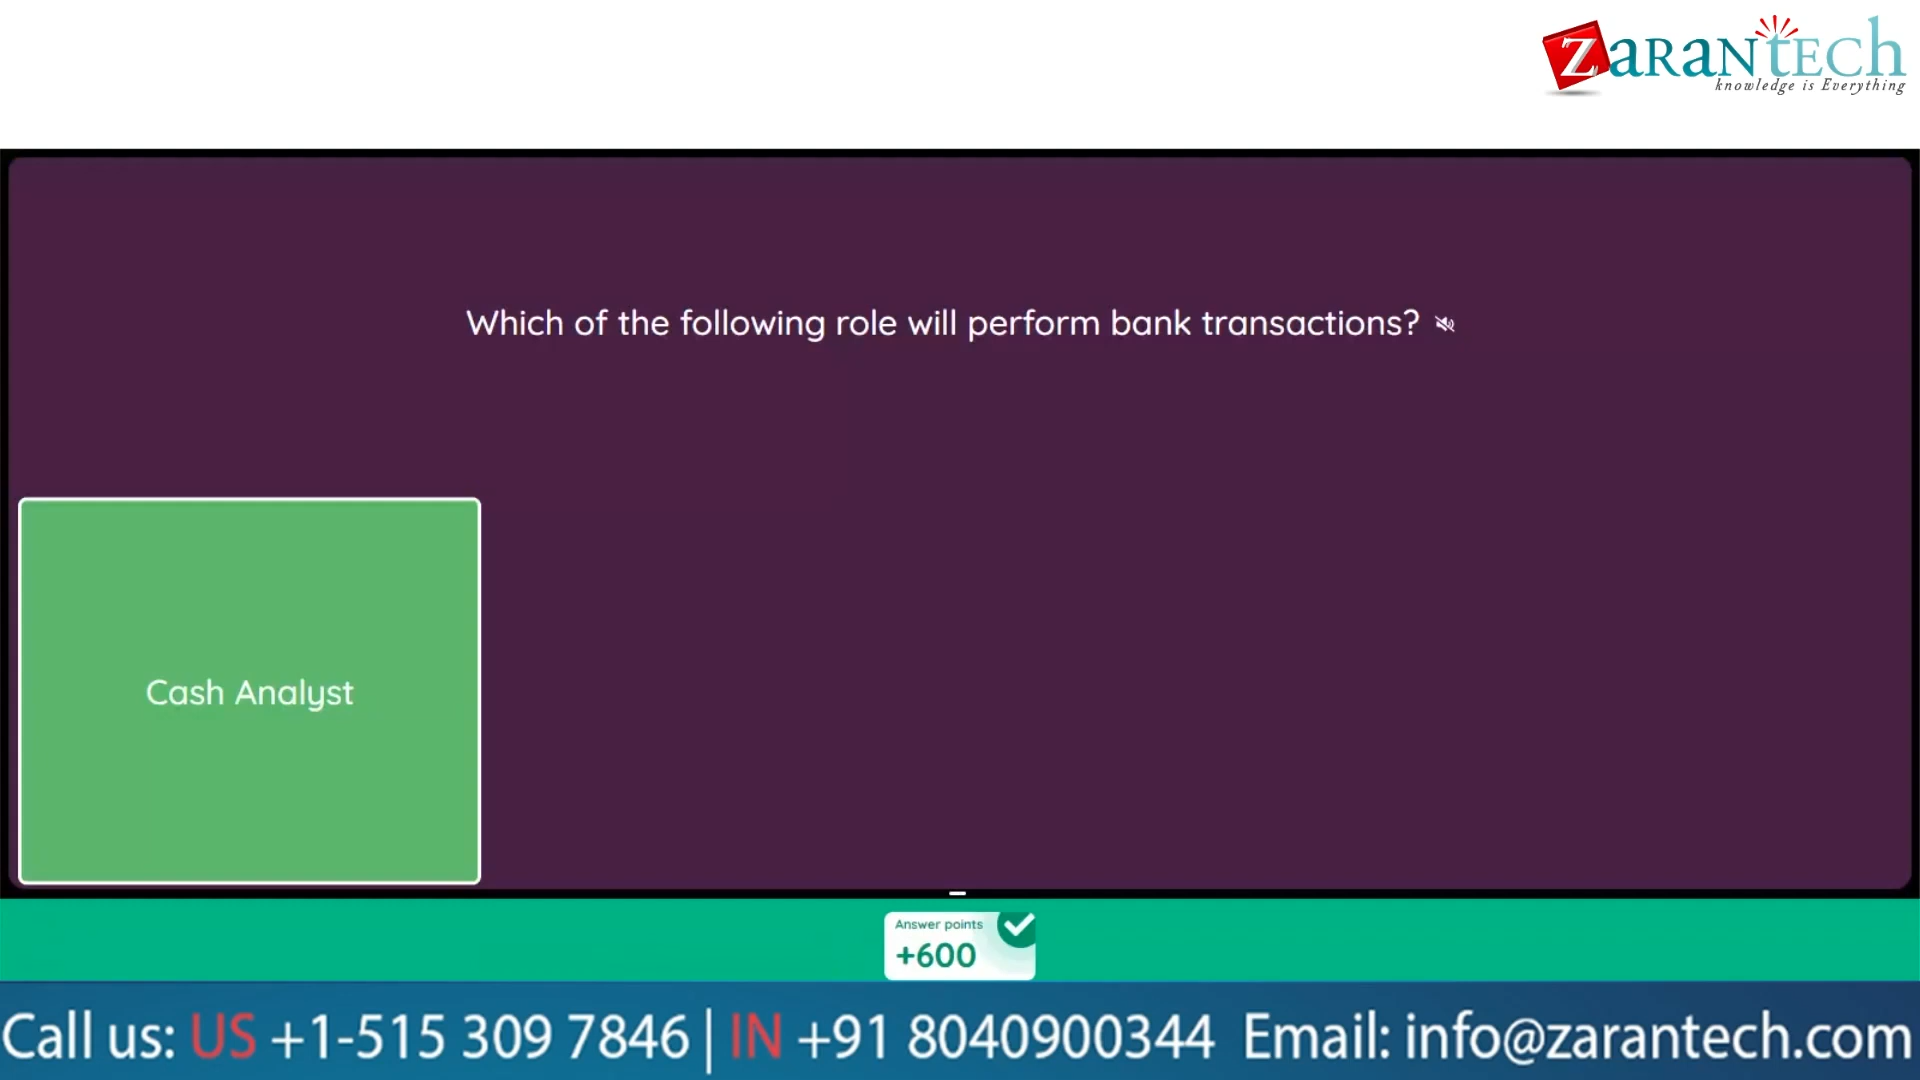 ZaranTech
knowledge is Everything
Which of the following role will perform bank transactions?
Cash Analyst
Answer points
+600
Call us: US +1-515 309 7846 | IN +91 8040900344 Email: info@zarantech.com